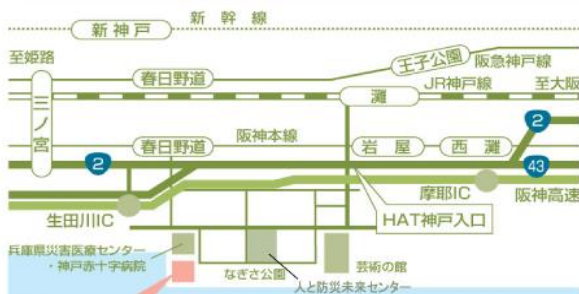 新幹線
新神戸
至姫路
王子公園
阪急神戸線
春日野道
JR神戸線
至大阪
三ノ宮
灘
2
春日野道
阪神本線
岩屋
西灘
2
43
摩耶IC
阪神高速
生田川IC
HAT神戸入口
兵庫県災害医療センター
・神戸赤十字病院
なぎさ公園
芸術の館
人と防災未来センター